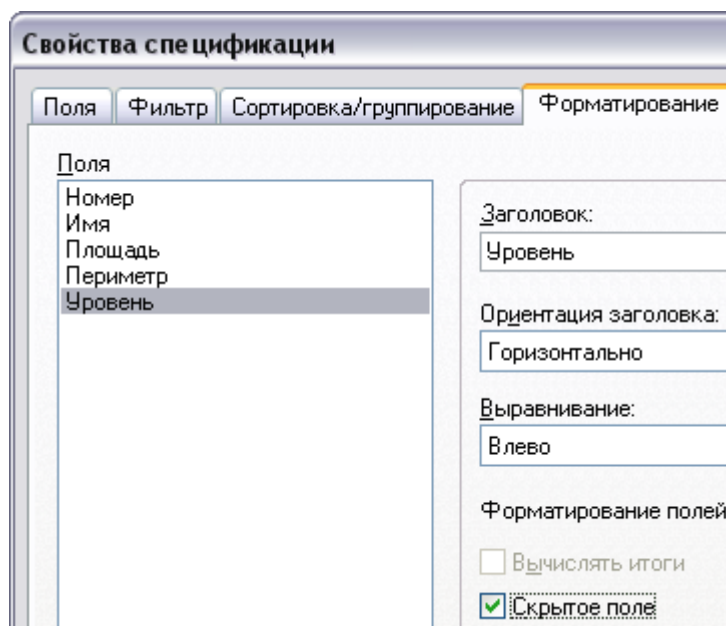 Свойства спецификации
Поля Фильтр Сортировка/группирование Форматирование
Поля
Номер
Имя
Площадь
Периметр
Уровень
Заголовок:
Уровень
Ориентация заголовка:
Горизонтально
Выравнивание:
Влево
Форматирование полей
Вычислять итоги
Скрытое поле